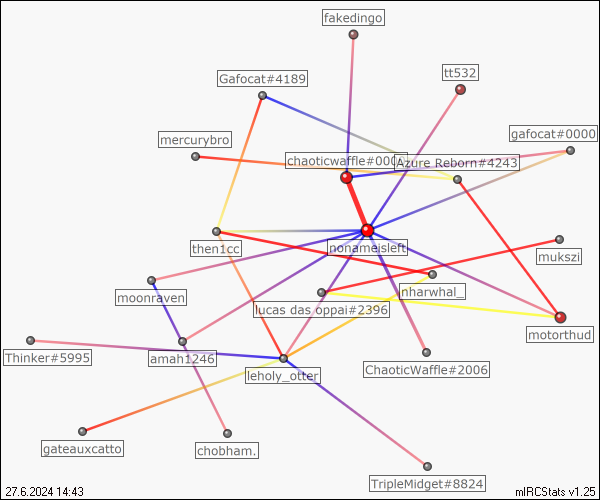 fakedingo
tt532
Gafocat#4189
gafocat#0000
mercurybro
chaoticwaffle#000
Azure Reborn#4243
then1cc
nonameisleft
mukszi
moonraven
nharwhal_
lucas das oppai#2396
motorthud
Thinker#5995
amah1246
leholy_otter
ChaoticWaffle#2006
gateauxcatto
chobham.
TripleMidget#8824
27.6.2024 14:43
mIRCStats v1.25